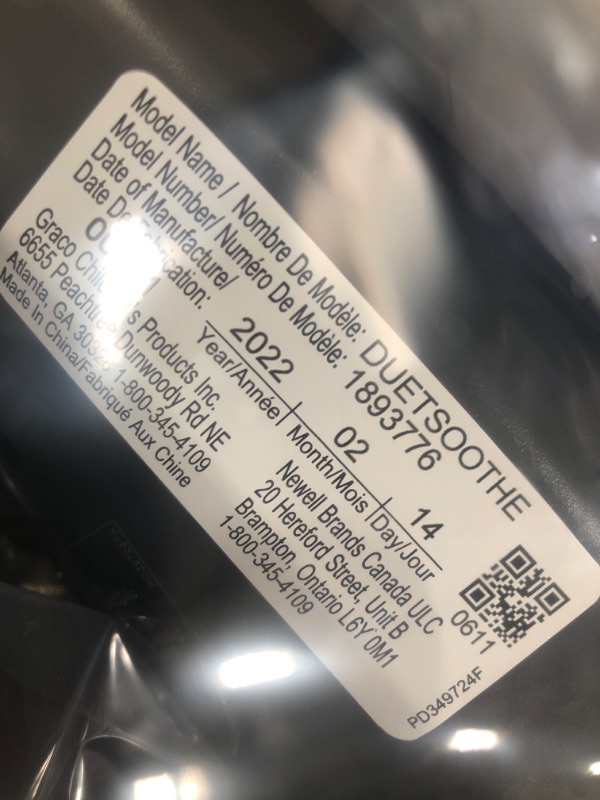 Model Name / Nombre De Modèle: DUETSOOTHE
Model Number/ Numéro De Modèle: 1893776
Date of Manufacture/
Date De 2022 02 14
Year/Année Month/Mois Day/Jour
Graco Products Inc.
6655 Dunwoody Rd NE
Atlanta, GA 1-800-345-4109
Made In China/Fabriqué Aux Chine
Newell Brands Canada ULC
20 Hereford Street, Unit B
Brampton, Ontario L6Y 0M1
1-800-345-4109
0611
PD349724F